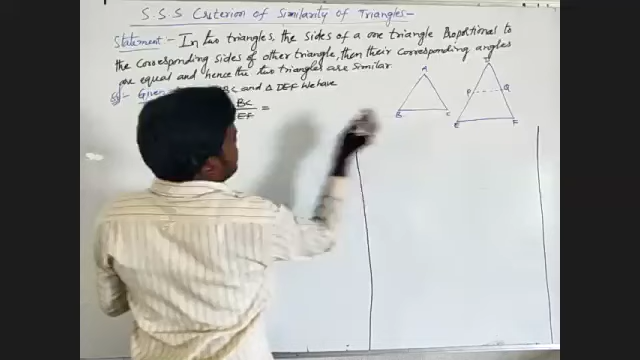 S.S.S Criterion of Similarity of Triangles-
Statement - In two triangles, the sides of a one triangle Proportional to
the corresponding sides of other triangle, then their corresponding angles
are equal and hence the two triangles are similar
Given BC and Δ DEF We have
BC
EF =
A
B C
P Q
E F